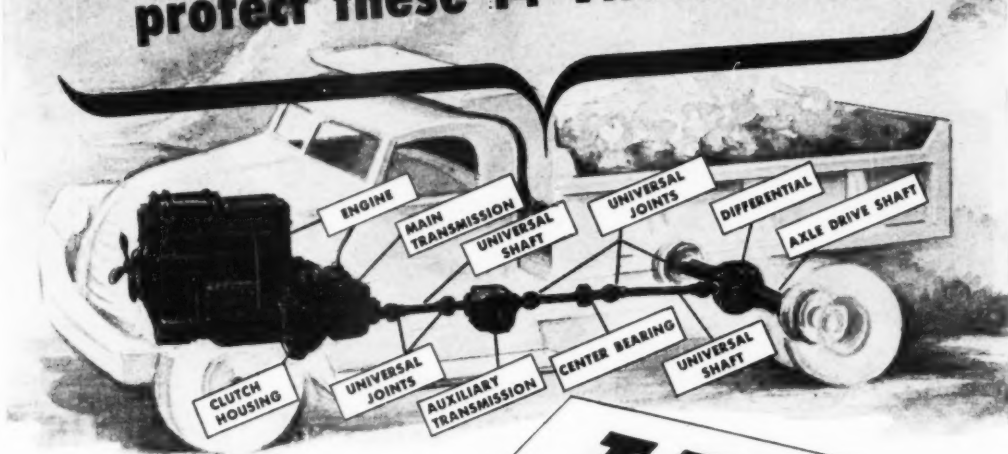 protect these
ENGINE
MAIN
TRANSMISSION
UNIVERSAL
SHAFT
UNIVERSAL
JOINTS
DIFFERENTIAL
AXLE DRIVE SHAFT
CLUTCH
HOUSING
UNIVERSAL
JOINTS
AUXILIARY
TRANSMISSION
CENTER BEARING
UNIVERSAL
SHAFT